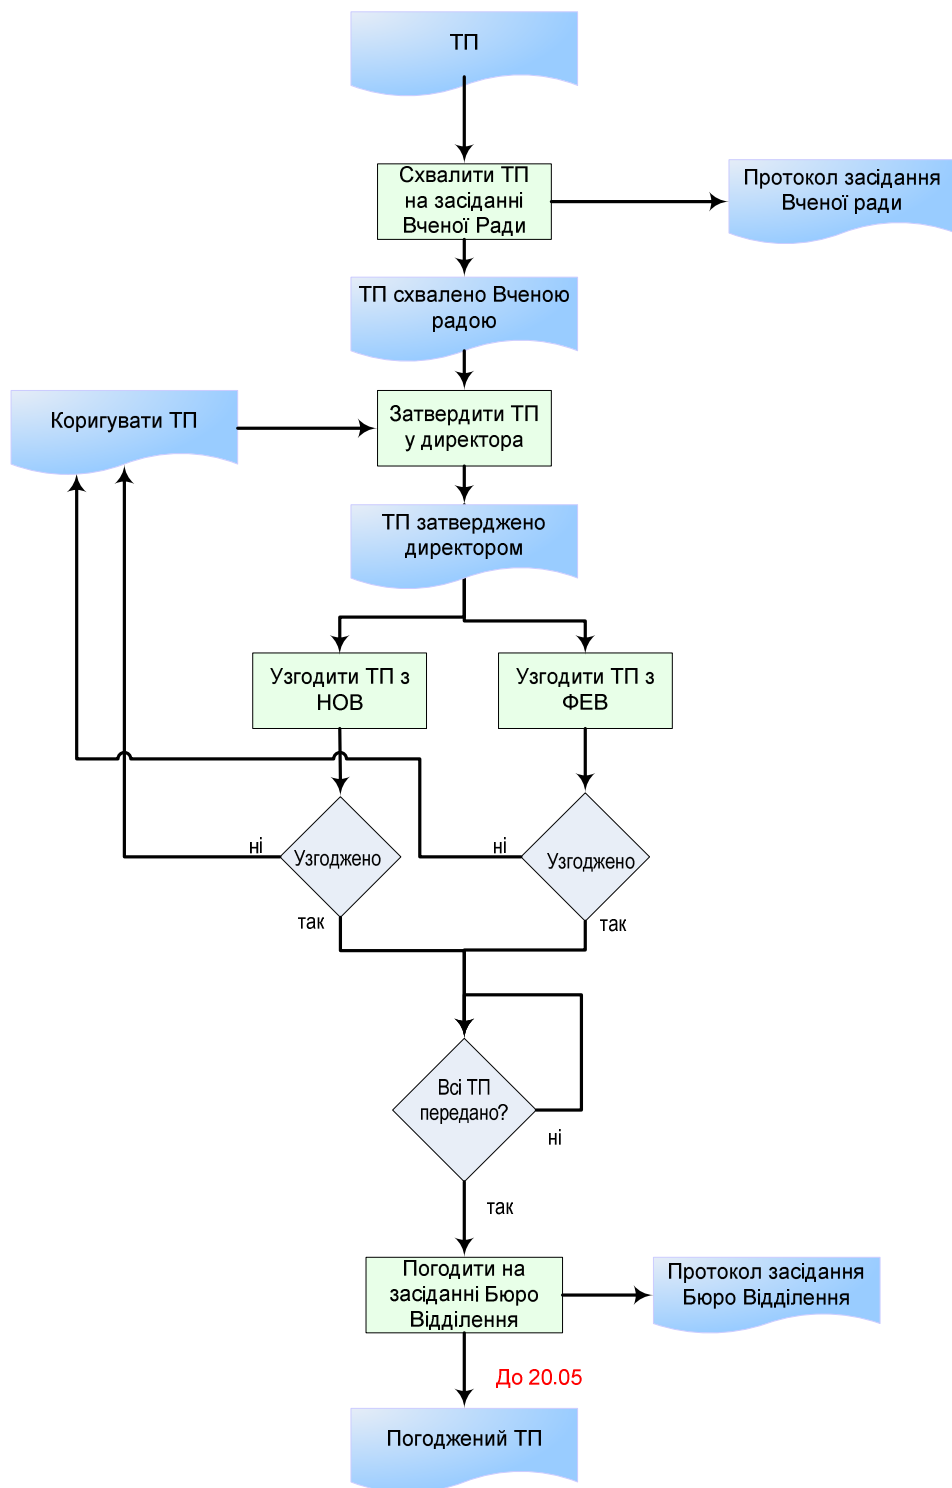 ТП
Схвалити ТП
на засіданні
Вченої Ради
Протокол засідання
Вченої ради
ТП схвалено Вченою
радою
Коригувати ТП
Затвердити ТП
у директора
ТП затверджено
директором
Узгодити ТП з
НОВ
Узгодити ТП з
ФЕВ
ні
Узгоджено
ні
Узгоджено
так
так
Всі ТП
передано?
ні
так
Погодити на
засіданні Бюро
Відділення
Протокол засідання
Бюро Відділення
До 20.05
Погоджений ТП